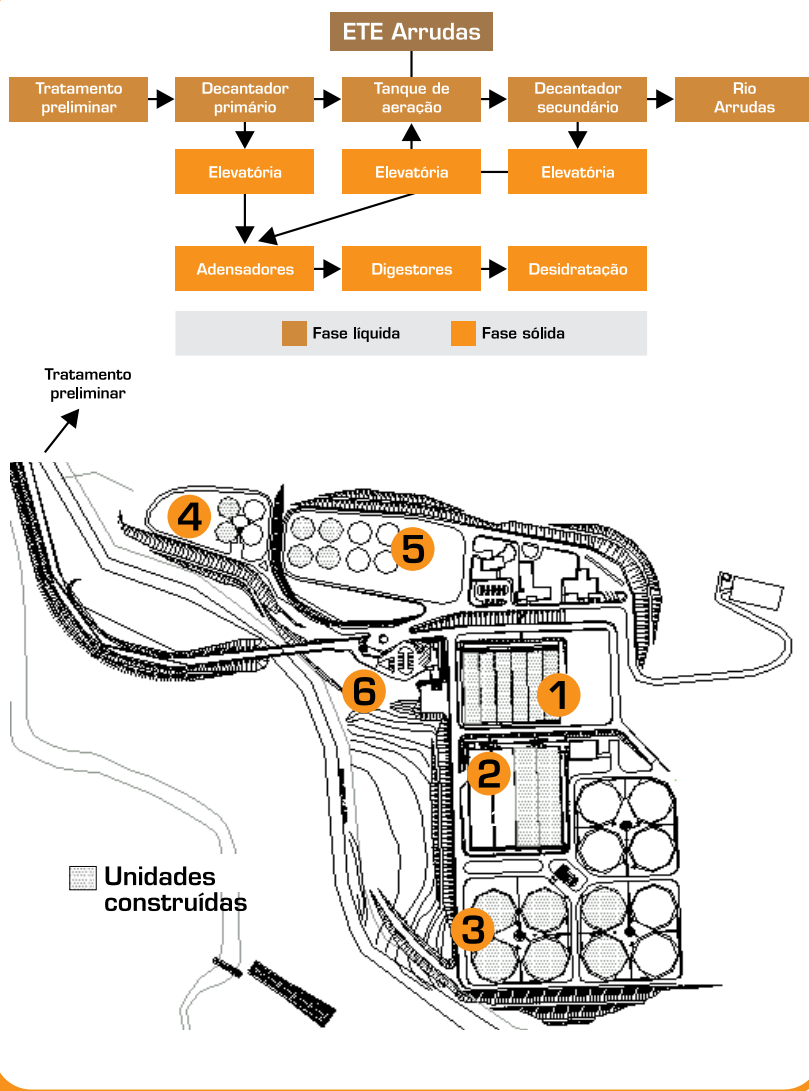 ETE Arrudas
Tratamento
preliminar
Decantador
primário
Tanque de
aeração
Decantador
secundário
Rio
Arrudas
Elevatória
Elevatória
Elevatória
Adensadores
Digestores
Desidratação
Fase líquida
Fase sólida
Tratamento
preliminar
4
5
6
1
2
3
Unidades
construídas